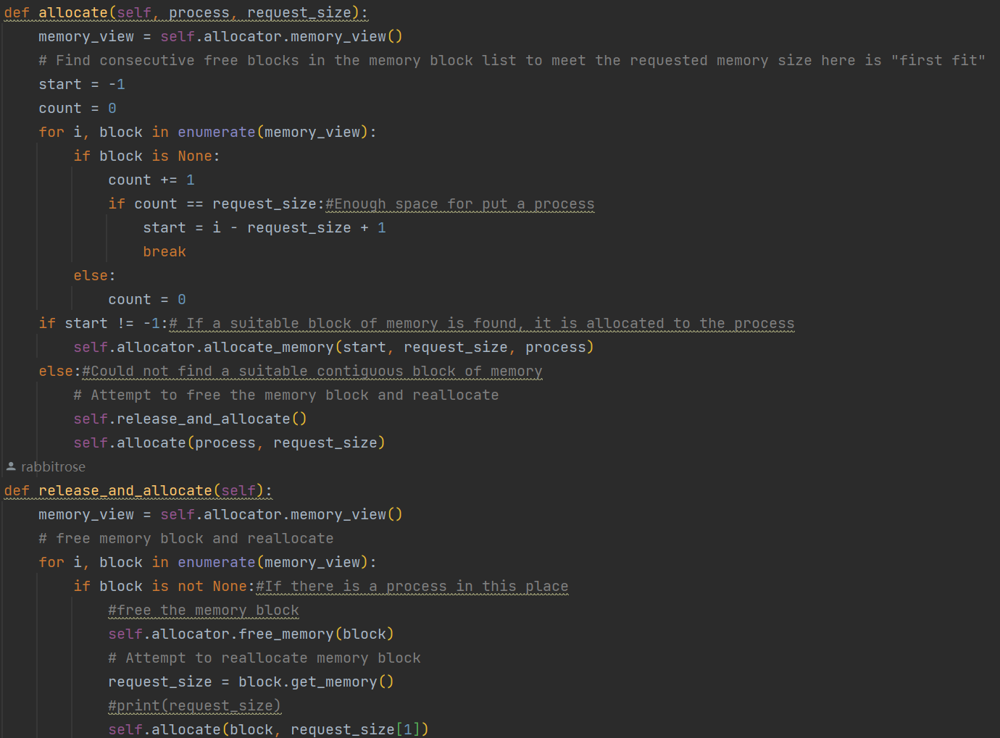 def allocate(self, process, request_size):
    memory_view = self.allocator.memory_view()
    # Find consecutive free blocks in the memory block list to meet the requested memory size here is "first fit"
    start = -1
    count = 0
    for i, block in enumerate(memory_view):
        if block is None:
            count += 1
            if count == request_size:#Enough space for put a process
                start = i - request_size + 1
                break
        else:
            count = 0
    if start != -1:# If a suitable block of memory is found, it is allocated to the process
        self.allocator.allocate_memory(start, request_size, process)
    else:#Could not find a suitable contiguous block of memory
        # Attempt to free the memory block and reallocate
        self.release_and_allocate()
        self.allocate(process, request_size)
rabbitrose
def release_and_allocate(self):
    memory_view = self.allocator.memory_view()
    # free memory block and reallocate
    for i, block in enumerate(memory_view):
        if block is not None:#If there is a process in this place
            #free the memory block
            self.allocator.free_memory(block)
            # Attempt to reallocate memory block
            request_size = block.get_memory()
            #print(request_size)
            self.allocate(block, request_size[1])